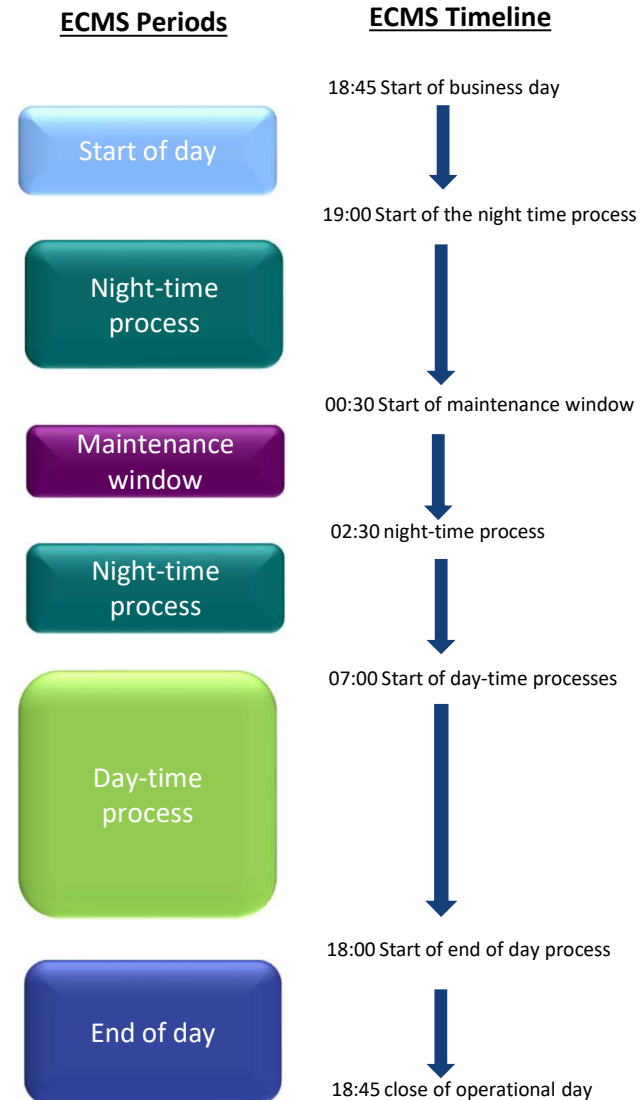 ECMS Periods
ECMS Timeline
18:45 Start of business day
Start of day
19:00 Start of the night time process
Night-time
process
00:30 Start of maintenance window
Maintenance
window
02:30 night-time process
Night-time
process
07:00 Start of day-time processes
Day-time
process
18:00 Start of end of day process
End of day
18:45 close of operational day